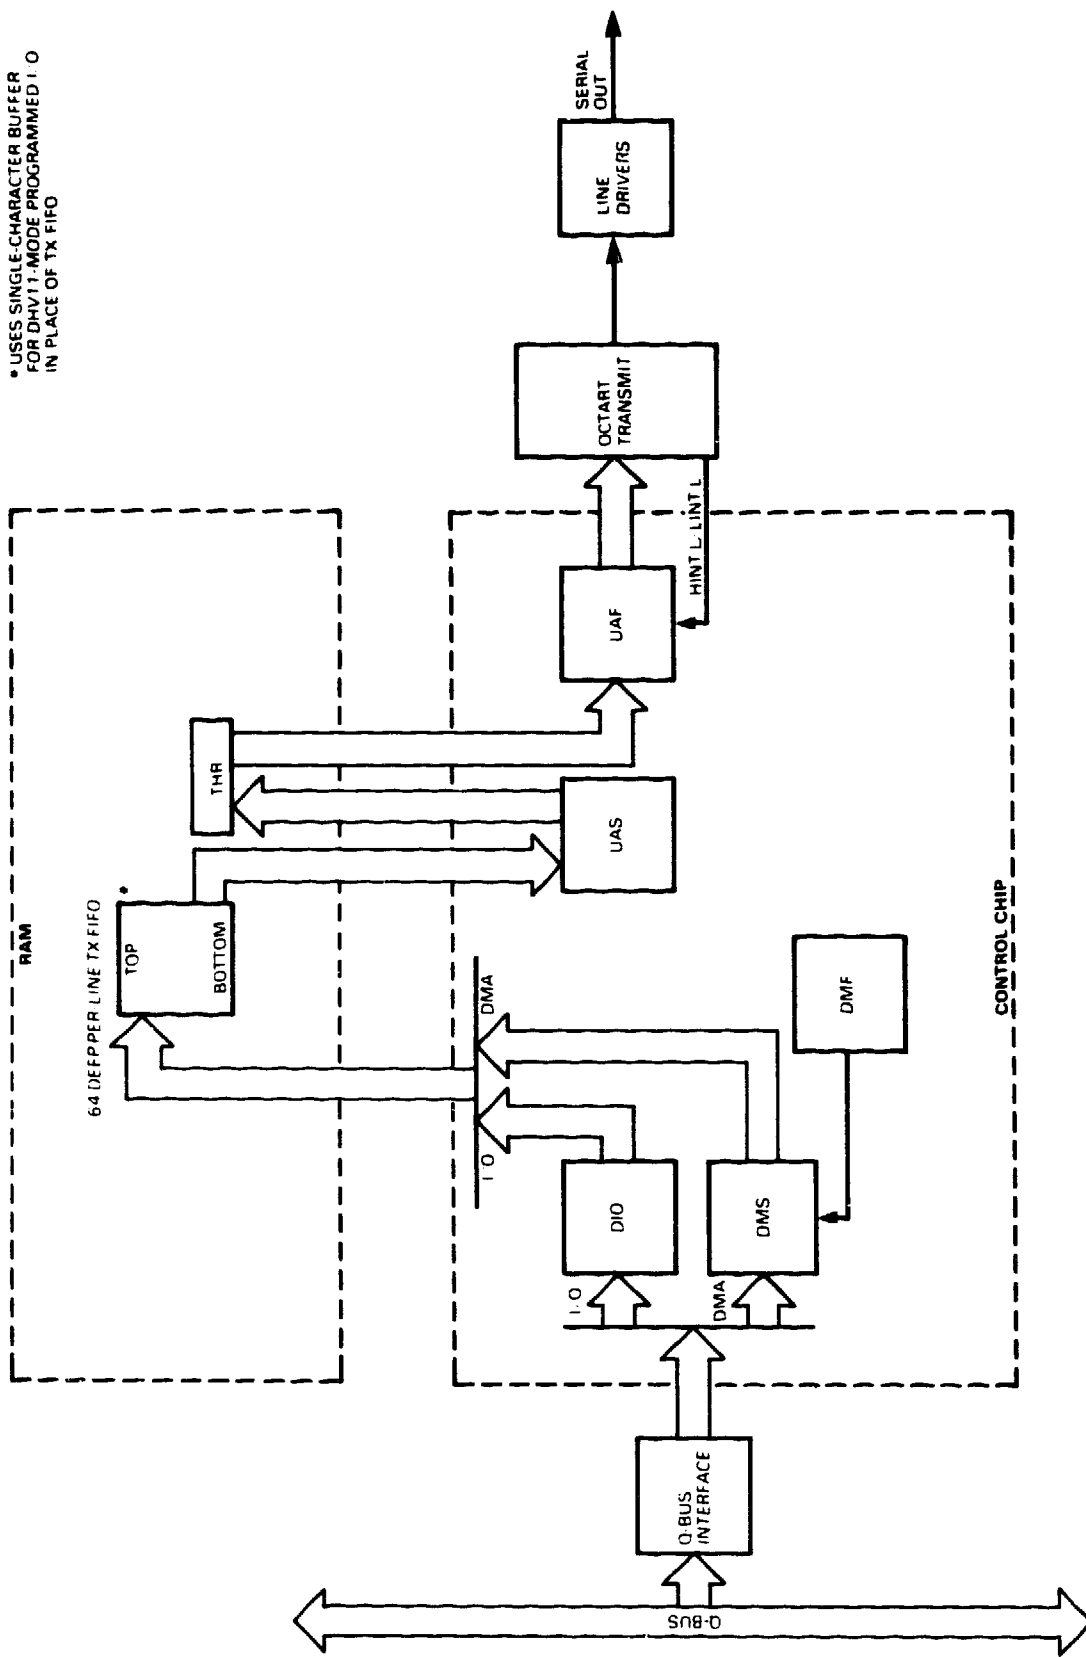 * USES SINGLE-CHARACTER BUFFER
FOR DHV11-MODE PROGRAMMED I/O
IN PLACE OF TX FIFO
RAM
64 DEEP PER LINE TX FIFO
TOP
*
BOTTOM
THR
I/O
DMA
UAS
UAF
HINT L, LINT L
OCTART
TRANSMIT
LINE
DRIVERS
SERIAL
OUT
I/O
DIO
DMA
DMS
DMF
CONTROL CHIP
Q-BUS
INTERFACE
Q-BUS